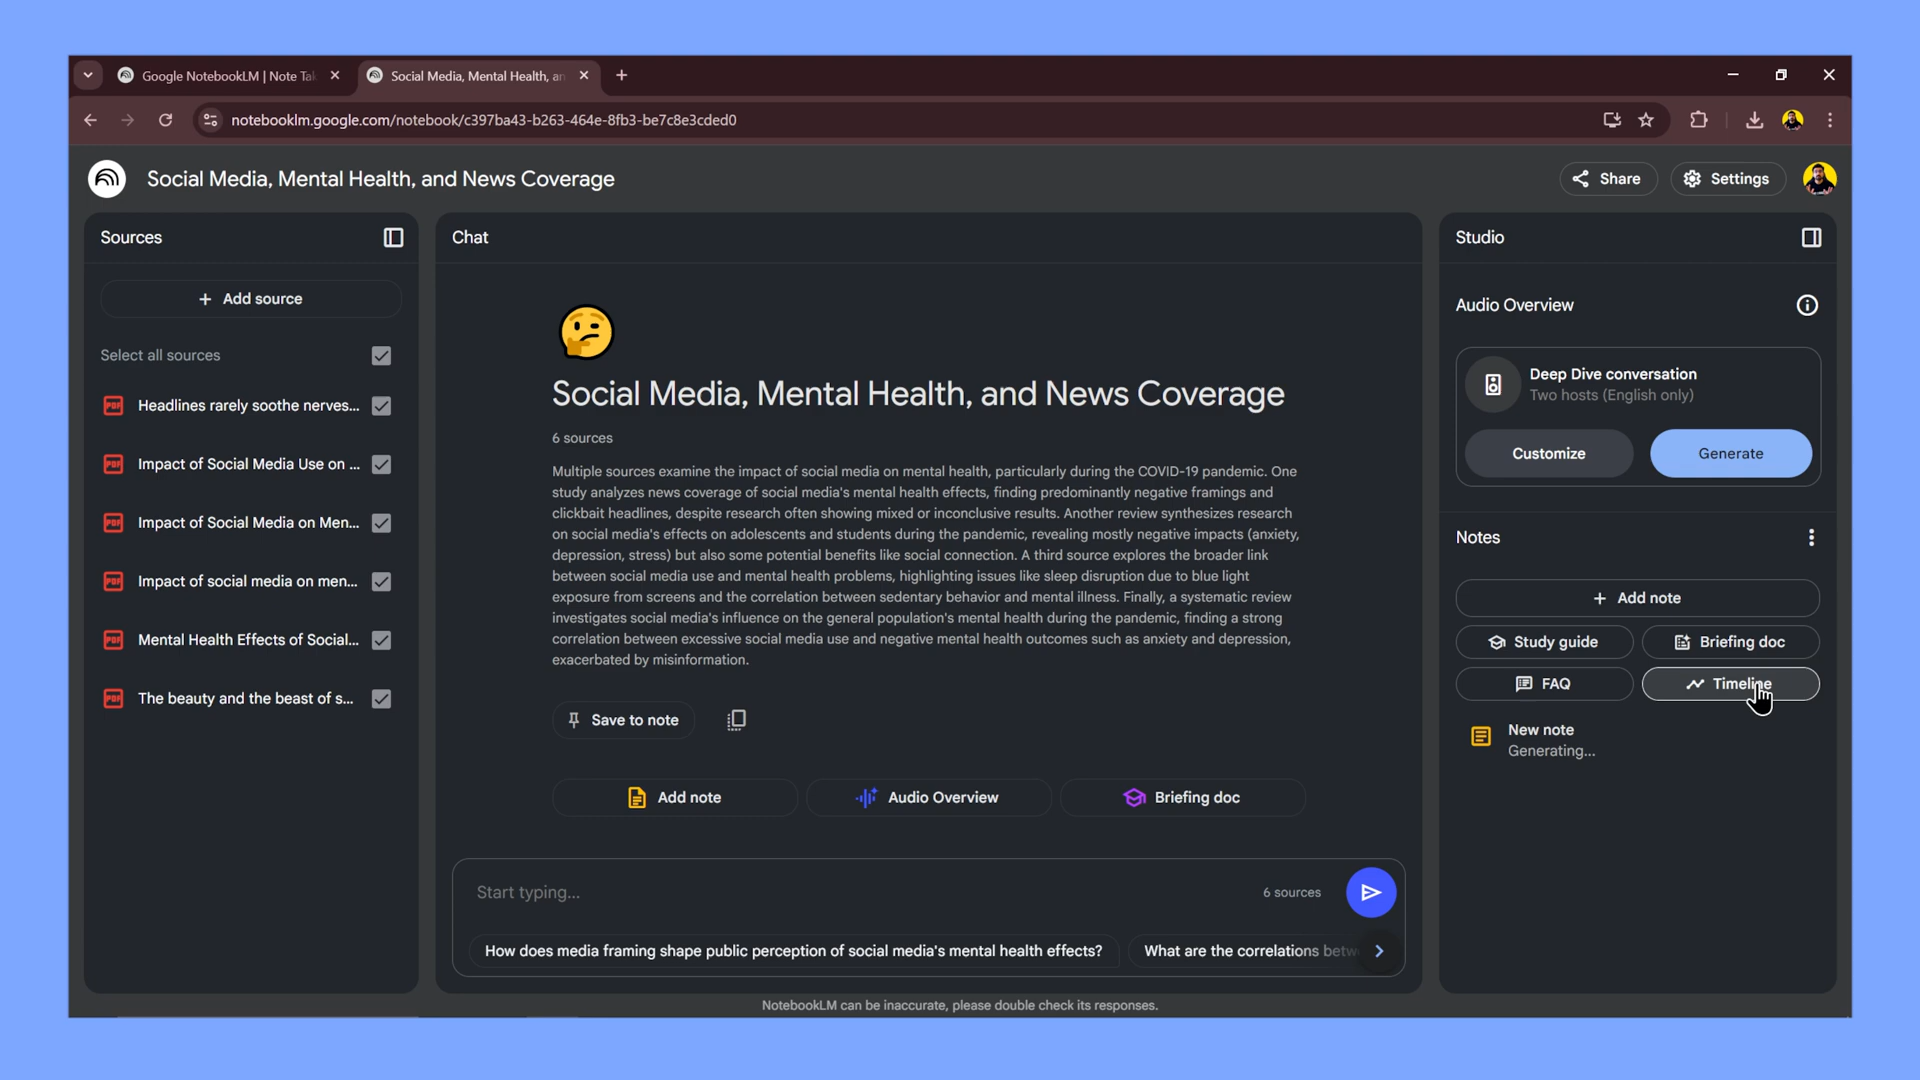 Google NotebookLM | Note Tak
Social Media, Mental Health, an
notebooklm.google.com/notebook/c397ba43-b263-464e-8fb3-be7c8e3cded0
Social Media, Mental Health, and News Coverage
Share
Settings
Sources
Add source
Select all sources
PDF Headlines rarely soothe nerves...
PDF Impact of Social Media Use on ...
PDF Impact of Social Media on Men...
PDF Impact of social media on men...
PDF Mental Health Effects of Social...
PDF The beauty and the beast of s...
Chat
Social Media, Mental Health, and News Coverage
6 sources
Multiple sources examine the impact of social media on mental health, particularly during the COVID-19 pandemic. One
study analyzes news coverage of social media's mental health effects, finding predominantly negative framings and
clickbait headlines, despite research often showing mixed or inconclusive results. Another review synthesizes research
on social media's effects on adolescents and students during the pandemic, revealing mostly negative impacts (anxiety,
depression, stress) but also some potential benefits like social connection. A third source explores the broader link
between social media use and mental health problems, highlighting issues like sleep disruption due to blue light
exposure from screens and the correlation between sedentary behavior and mental illness. Finally, a systematic review
investigates social media's influence on the general population's mental health during the pandemic, finding a strong
correlation between excessive social media use and negative mental health outcomes such as anxiety and depression,
exacerbated by misinformation.
Save to note
Add note
Audio Overview
Briefing doc
Start typing...
6 sources
How does media framing shape public perception of social media's mental health effects?
What are the correlations betw
NotebookLM can be inaccurate, please double check its responses.
Studio
Audio Overview
Deep Dive conversation
Two hosts (English only)
Customize
Generate
Notes
Add note
Study guide
Briefing doc
FAQ
Timeline
New note
Generating...